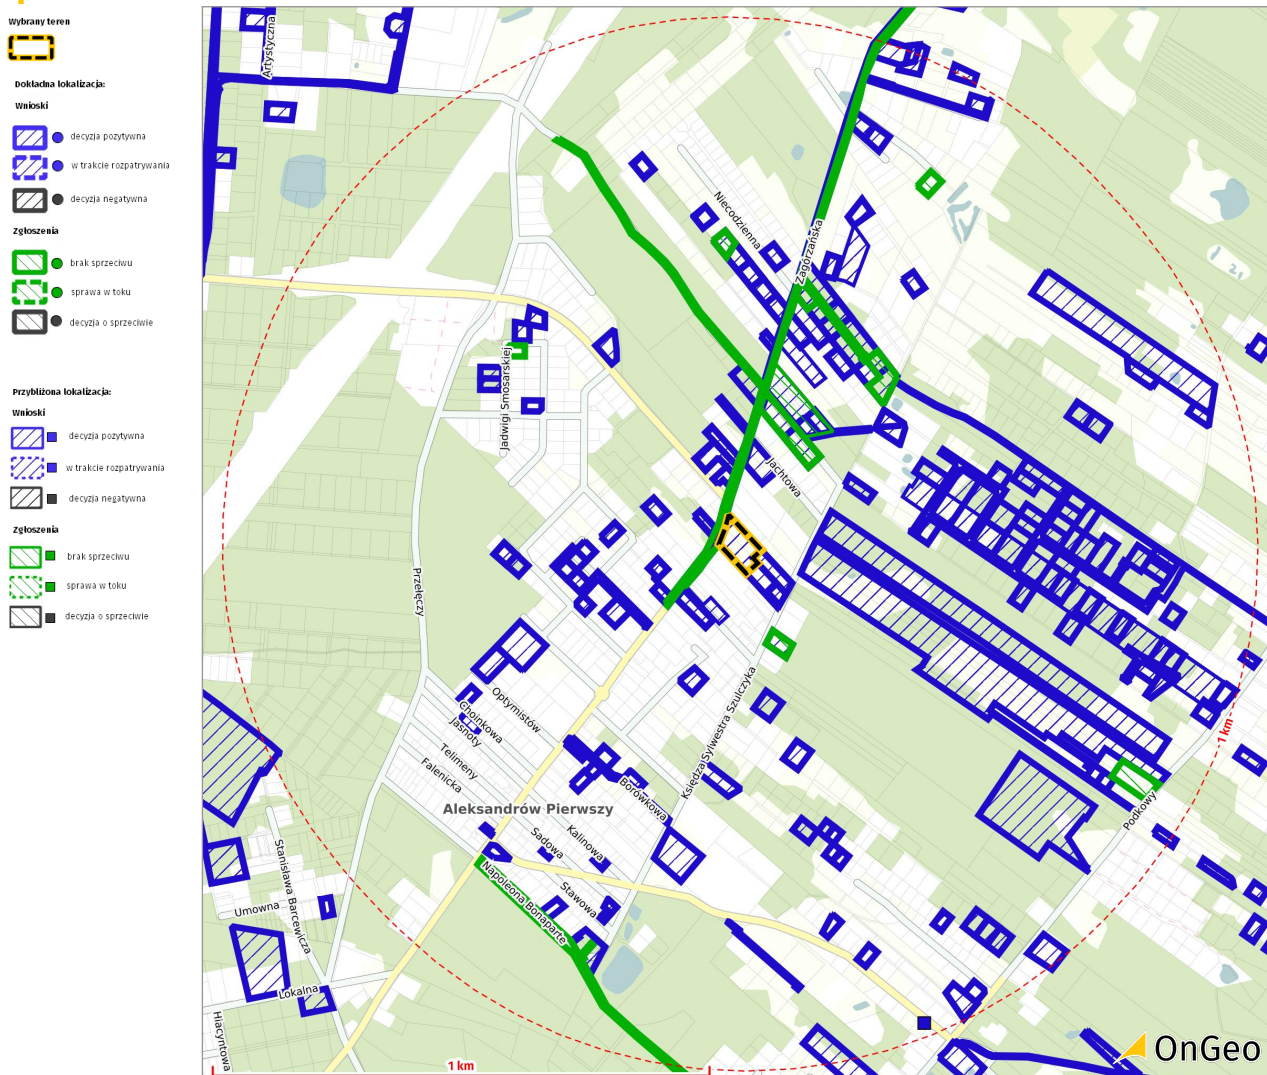 Wybrany teren
Dokładna lokalizacja:
Wnioski
decyzja pozytywna
w trakcie rozpatrywania
decyzja negatywna
Zgłoszenia
brak sprzeciwu
sprawa w toku
decyzja o sprzeciwie
Przybliżona lokalizacja:
Wnioski
decyzja pozytywna
w trakcie rozpatrywania
decyzja negatywna
Zgłoszenia
brak sprzeciwu
sprawa w toku
decyzja o sprzeciwie
Artystyczna
Niecodzienna
Zagórzańska
Jadwigi Smosarskiej
Jachtowa
Przełęczy
Optymistów
Choinkowa
Jaśnoty
Telimeny
Falenicka
Księdza Sylwestra Szulczyka
1 km
Borówkowa
Aleksandrów Pierwszy
Podkowy
Kalinowa
Sadowa
Stawowa
Napoleona Bonaparte
Stanisława Barcewicza
Umowna
Lokalna
Hiacyntowa
1 km
OnGeo